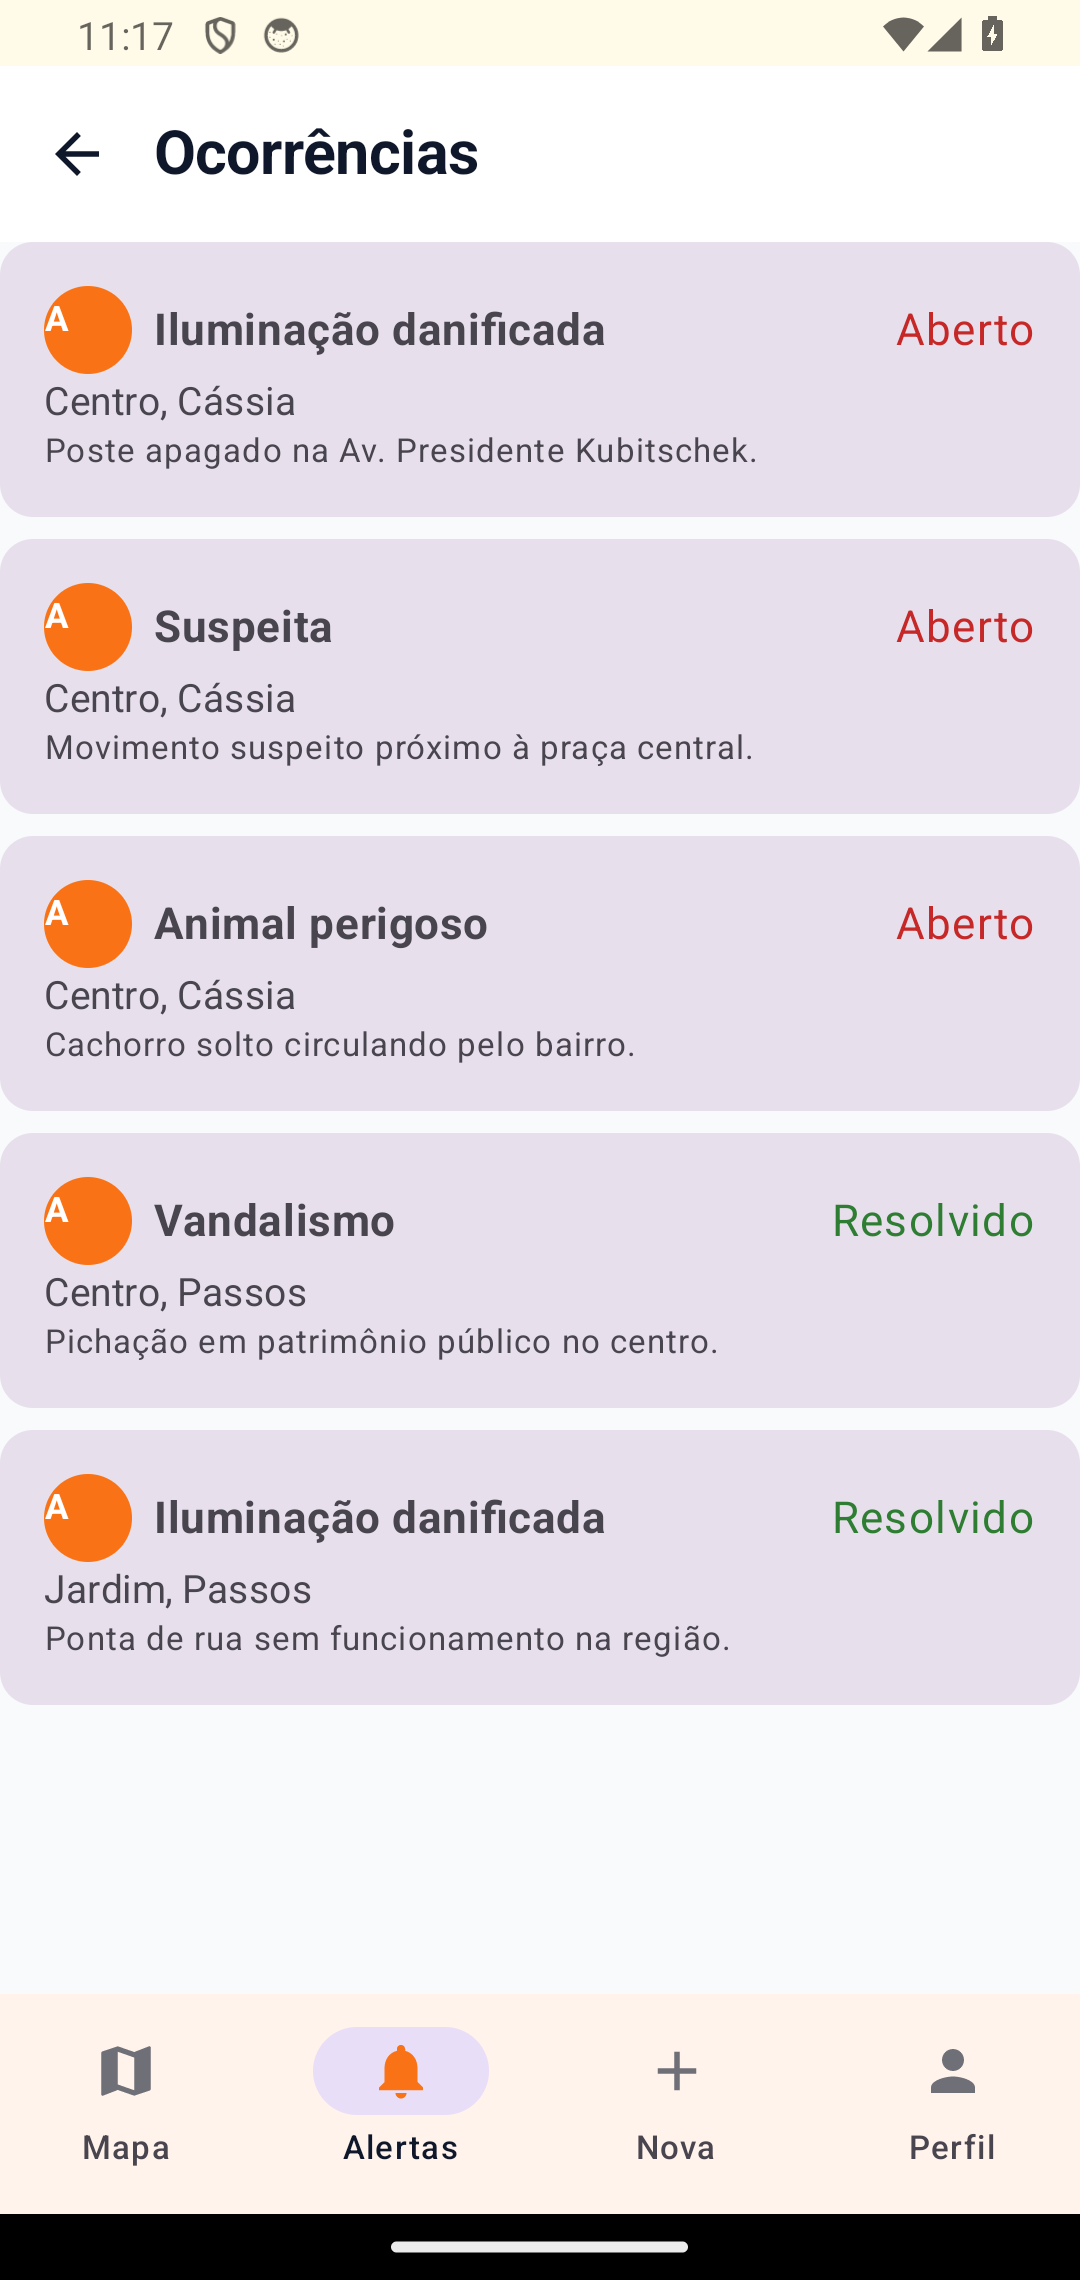 11:17
Ocorrências
A
Iluminação danificada
Aberto
Centro, Cássia
Poste apagado na Av. Presidente Kubitschek.
A
Suspeita
Aberto
Centro, Cássia
Movimento suspeito próximo à praça central.
A
Animal perigoso
Aberto
Centro, Cássia
Cachorro solto circulando pelo bairro.
A
Vandalismo
Resolvido
Centro, Passos
Pichação em patrimônio público no centro.
A
Iluminação danificada
Resolvido
Jardim, Passos
Ponta de rua sem funcionamento na região.
Mapa
Alertas
Nova
Perfil